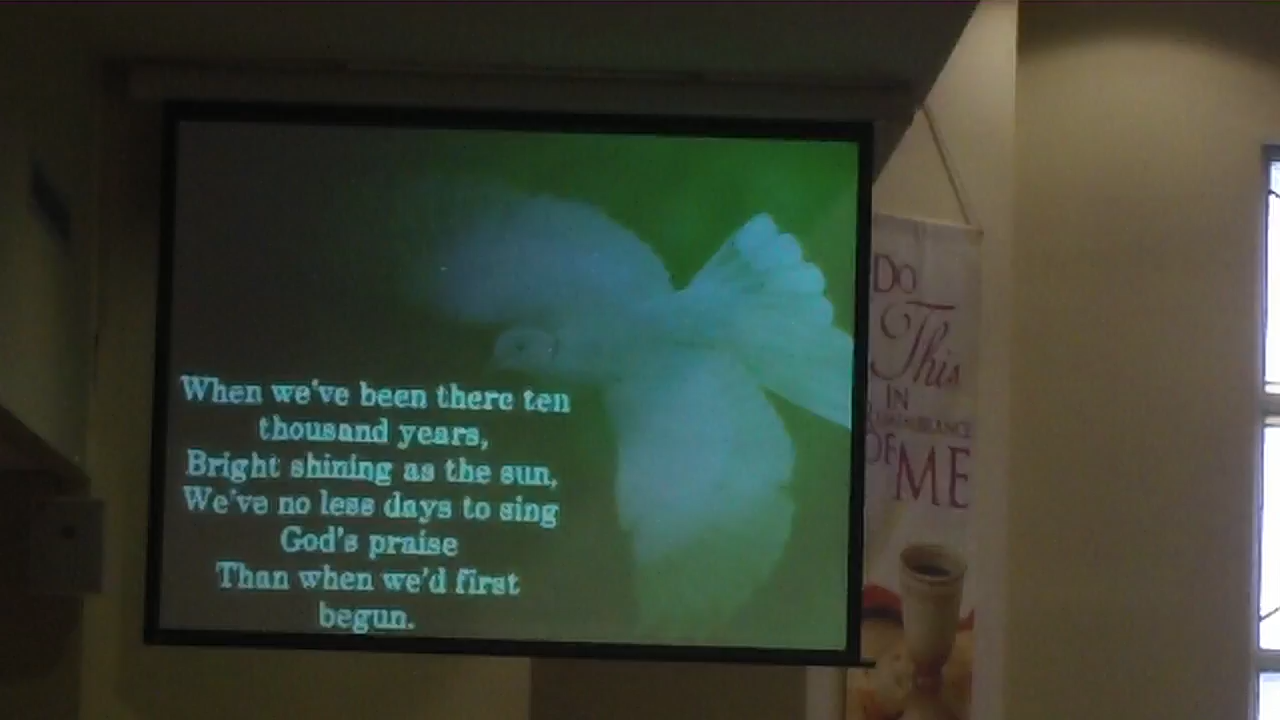 When we've been there ten
thousand years,
Bright shining as the sun,
We've no less days to sing
God's praise
Than when we'd first
begun.
DO
This
IN
REMEMBRANCE
OF ME